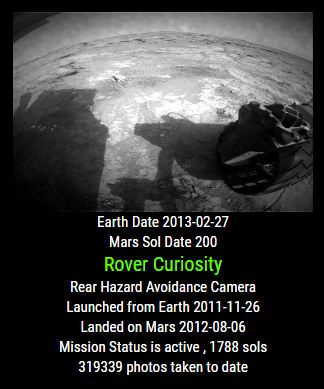 Earth Date 2013-02-27
Mars Sol Date 200
Rover Curiosity
Rear Hazard Avoidance Camera
Launched from Earth 2011-11-26
Landed on Mars 2012-08-06
Mission Status is active , 1788 sols
319339 photos taken to date